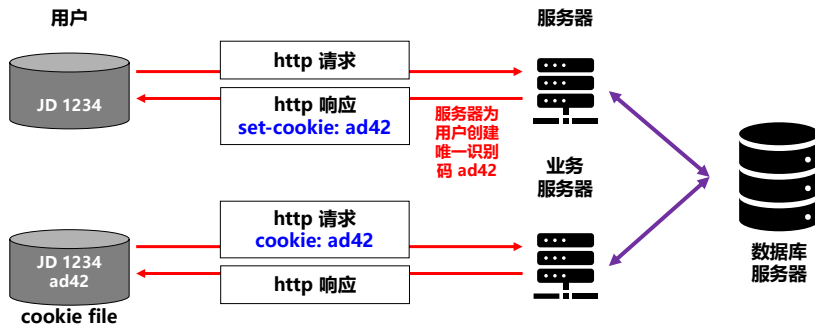 用户
服务器
JD 1234
http 请求
http 响应
set-cookie: ad42
服务器为
用户创建
唯一识别
码 ad42
业务
服务器
http 请求
cookie: ad42
http 响应
JD 1234
ad42
cookie file
数据库
服务器